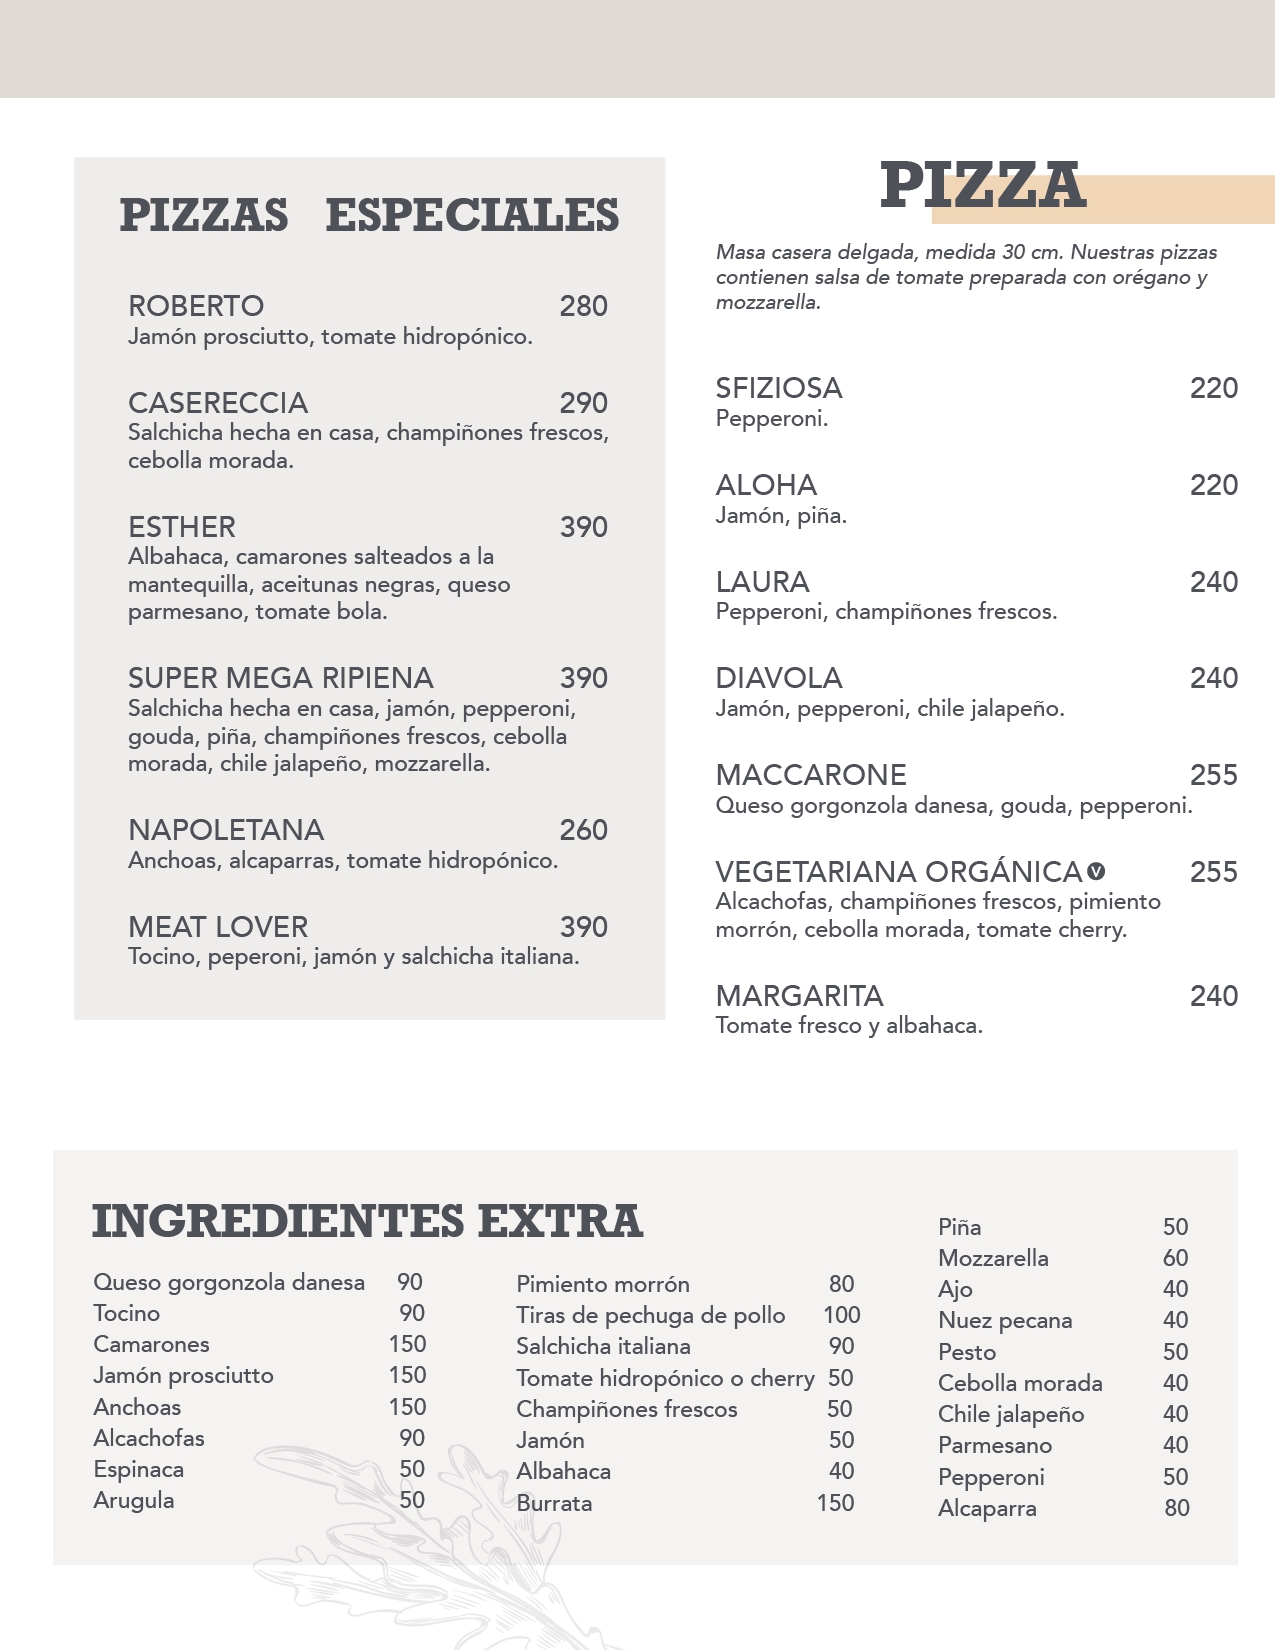 PIZZAS ESPECIALES
ROBERTO 280
Jamón prosciutto, tomate hidropónico.
CASERECCIA 290
Salchicha hecha en casa, champiñones frescos,
cebolla morada.
ESTHER 390
Albahaca, camarones salteados a la
mantequilla, aceitunas negras, queso
parmesano, tomate bola.
SUPER MEGA RIPIENA 390
Salchicha hecha en casa, jamón, pepperoni,
gouda, piña, champiñones frescos, cebolla
morada, chile jalapeño, mozzarella.
NAPOLETANA 260
Anchoas, alcaparras, tomate hidropónico.
MEAT LOVER 390
Tocino, peperoni, jamón y salchicha italiana.
PIZZA
Masa casera delgada, medida 30 cm. Nuestras pizzas
contienen salsa de tomate preparada con orégano y
mozzarella.
SFIZIOSA 220
Pepperoni.
ALOHA 220
Jamón, piña.
LAURA 240
Pepperoni, champiñones frescos.
DIAVOLA 240
Jamón, pepperoni, chile jalapeño.
MACCARONE 255
Queso gorgonzola danesa, gouda, pepperoni.
VEGETARIANA ORGÁNICA V 255
Alcachofas, champiñones frescos, pimiento
morrón, cebolla morada, tomate cherry.
MARGARITA 240
Tomate fresco y albahaca.
INGREDIENTES EXTRA
Queso gorgonzola danesa 90
Tocino 90
Camarones 150
Jamón prosciutto 150
Anchoas 150
Alcachofas 90
Espinaca 50
Arugula 50
Pimiento morrón 80
Tiras de pechuga de pollo 100
Salchicha italiana 90
Tomate hidropónico o cherry 50
Champiñones frescos 50
Jamón 50
Albahaca 40
Burrata 150
Piña 50
Mozzarella 60
Ajo 40
Nuez pecana 40
Pesto 50
Cebolla morada 40
Chile jalapeño 40
Parmesano 40
Pepperoni 50
Alcaparra 80